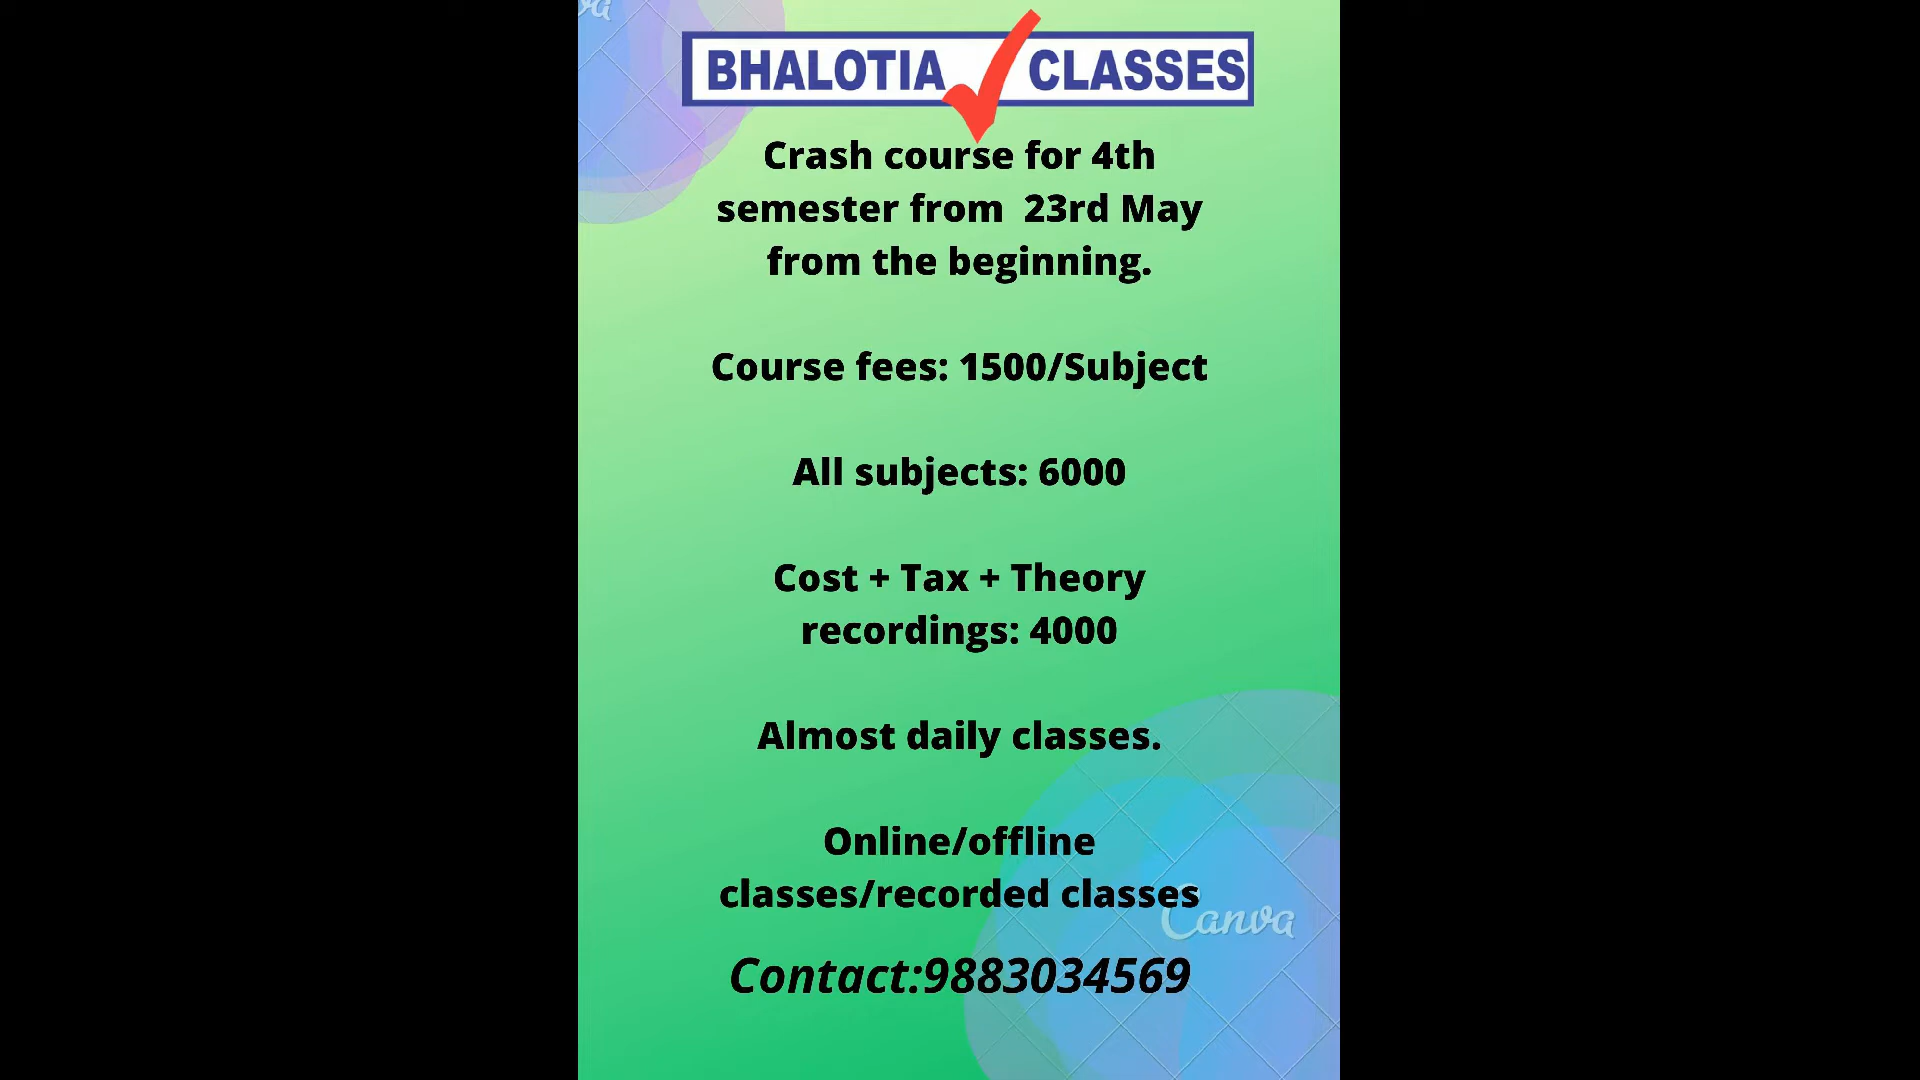 BHALOTIA CLASSES
Crash course for 4th
semester from 23rd May
from the beginning.
Course fees: 1500/Subject
All subjects: 6000
Cost + Tax + Theory
recordings: 4000
Almost daily classes.
Online/offline
classes/recorded classes
Canva
Contact:9883034569